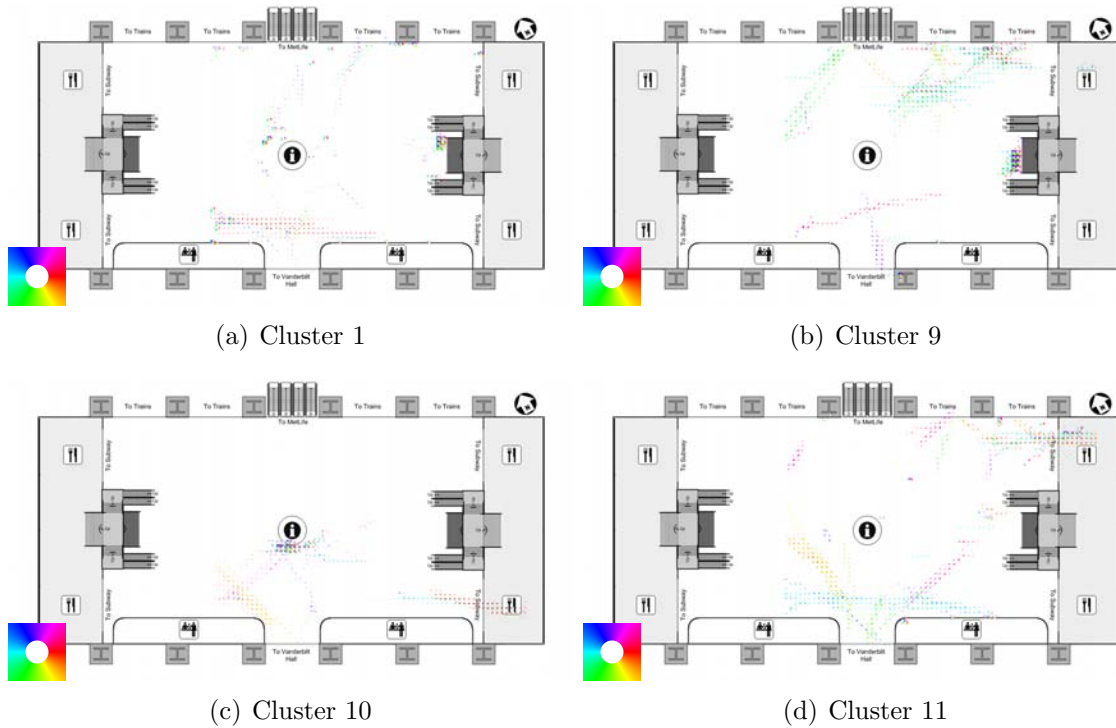 To Trains To Trains To Trains To Trains
To MetLife
To Subway To Subway
i
To Subway To Subway
To Vanderbilt
Hall
(a) Cluster 1
To Trains To Trains To Trains To Trains
To MetLife
To Subway To Subway
i
To Subway To Subway
To Vanderbilt
Hall
(b) Cluster 9
To Trains To Trains To Trains To Trains
To MetLife
To Subway To Subway
i
To Subway To Subway
To Vanderbilt
Hall
(c) Cluster 10
To Trains To Trains To Trains To Trains
To MetLife
To Subway To Subway
i
To Subway To Subway
To Vanderbilt
Hall
(d) Cluster 11